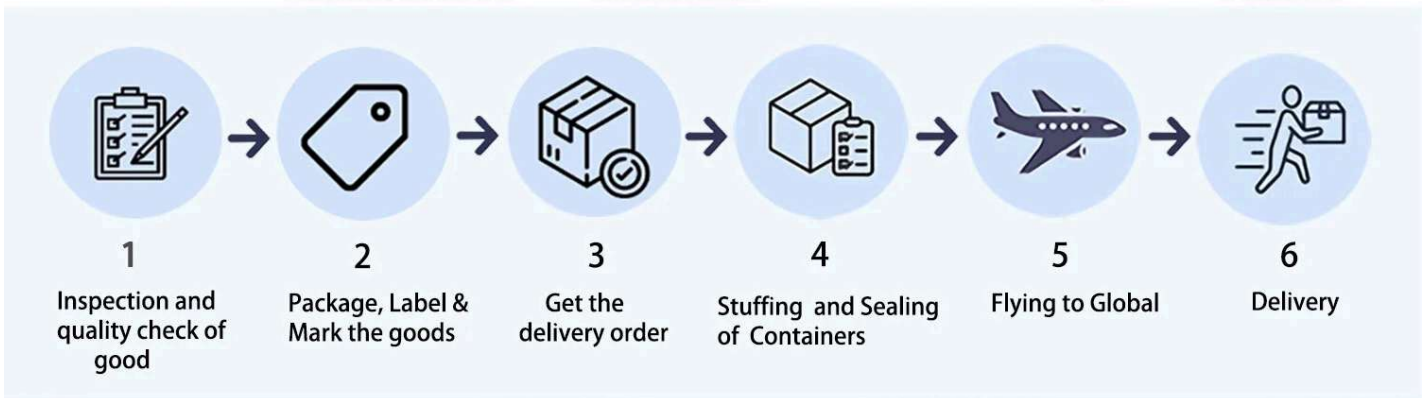 1
Inspection and
quality check of
good
2
Package, Label &
Mark the goods
3
Get the
delivery order
4
Stuffing and Sealing
of Containers
5
Flying to Global
6
Delivery